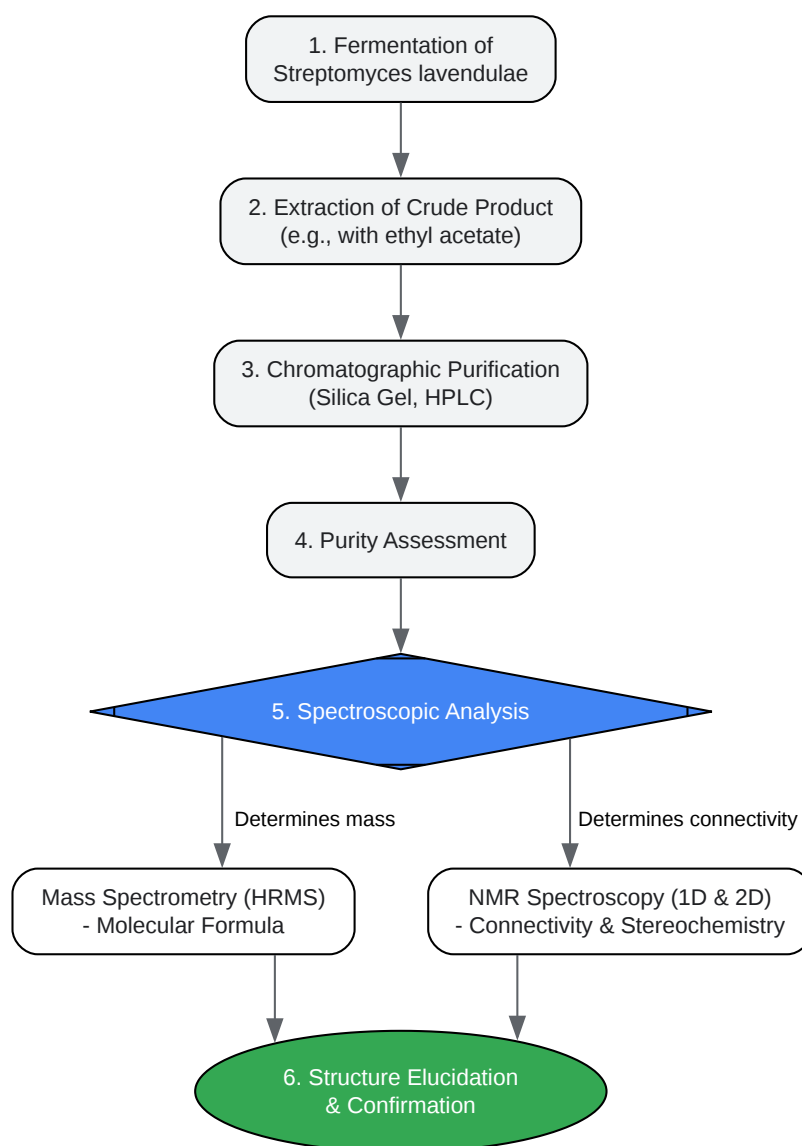 1. Fermentation of
Streptomyces lavendulae
2. Extraction of Crude Product
(e.g., with ethyl acetate)
3. Chromatographic Purification
(Silica Gel, HPLC)
4. Purity Assessment
5. Spectroscopic Analysis
Determines mass
Determines connectivity
Mass Spectrometry (HRMS)
- Molecular Formula
NMR Spectroscopy (1D & 2D)
- Connectivity & Stereochemistry
6. Structure Elucidation
& Confirmation